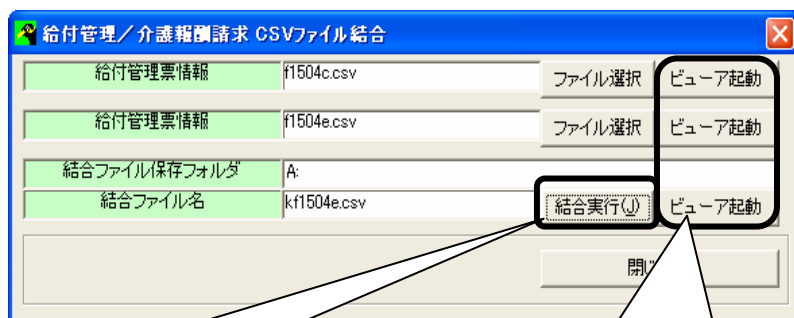 給付管理／介護報酬請求 CSVファイル結合
給付管理票情報 f1504c.csv ファイル選択 ビューア起動
給付管理票情報 f1504e.csv ファイル選択 ビューア起動
結合ファイル保存フォルダ A:
結合ファイル名 kf1504e.csv 結合実行(J) ビューア起動
閉